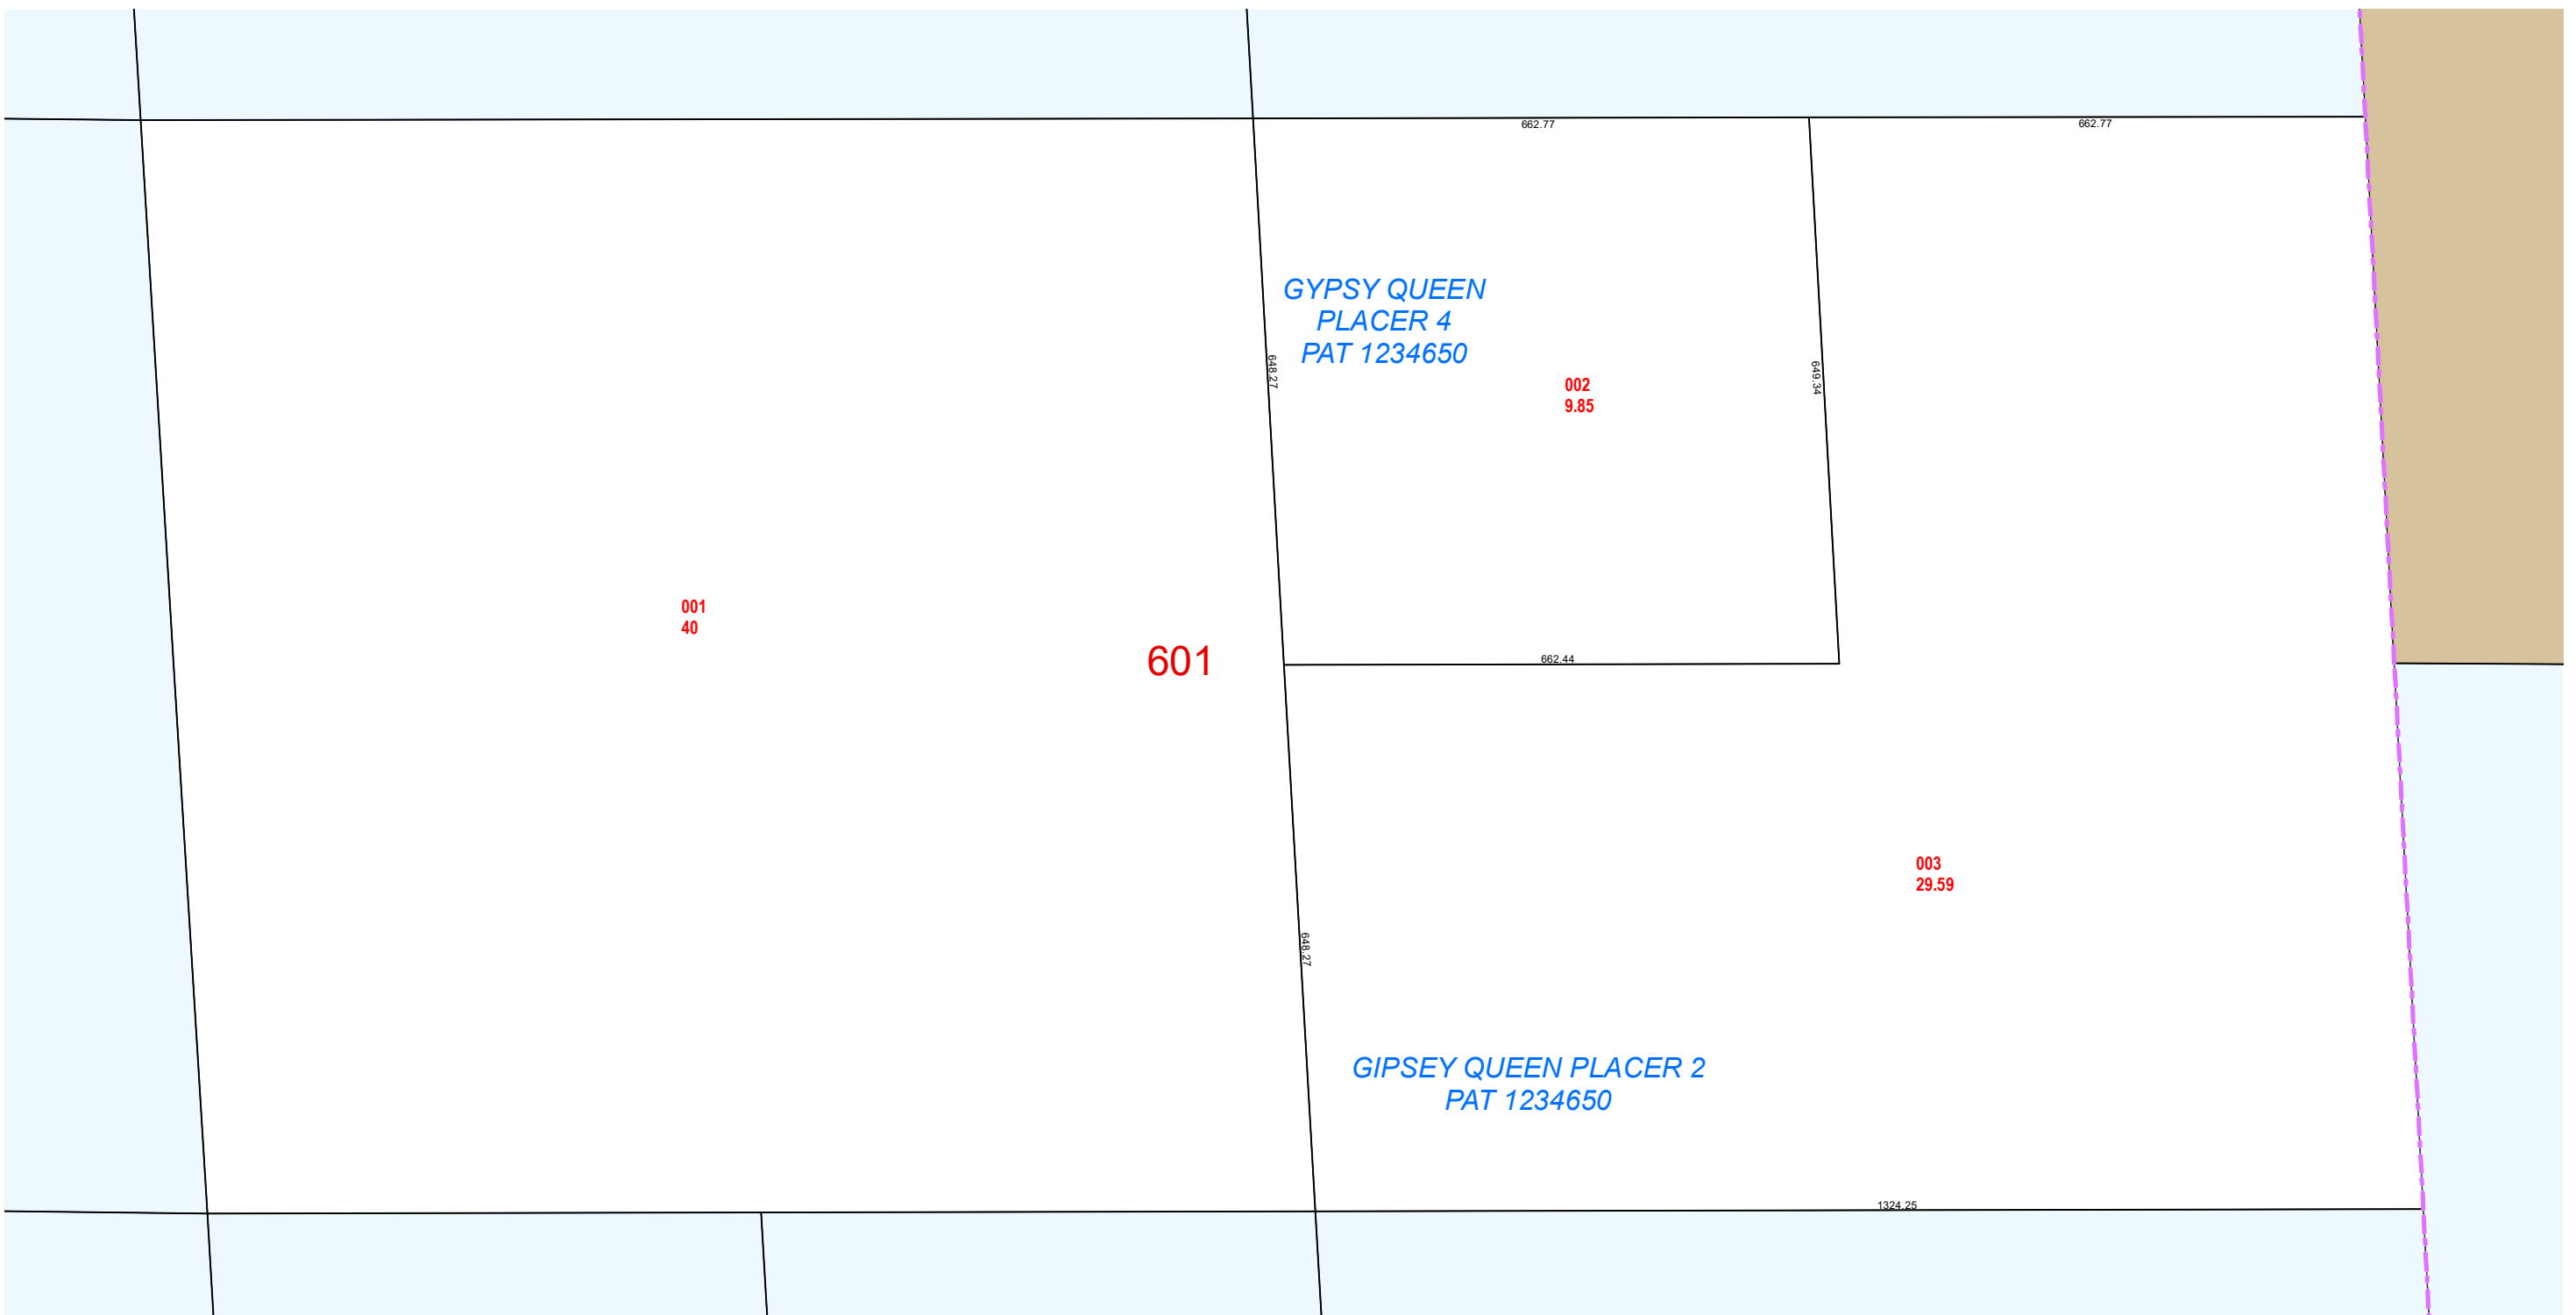 662.77
662.77
GYPSY QUEEN
PLACER 4
PAT 1234650
648.27
649.34
002
9.85
001
40
601
662.44
003
29.59
648.27
GIPSEY QUEEN PLACER 2
PAT 1234650
1324.25